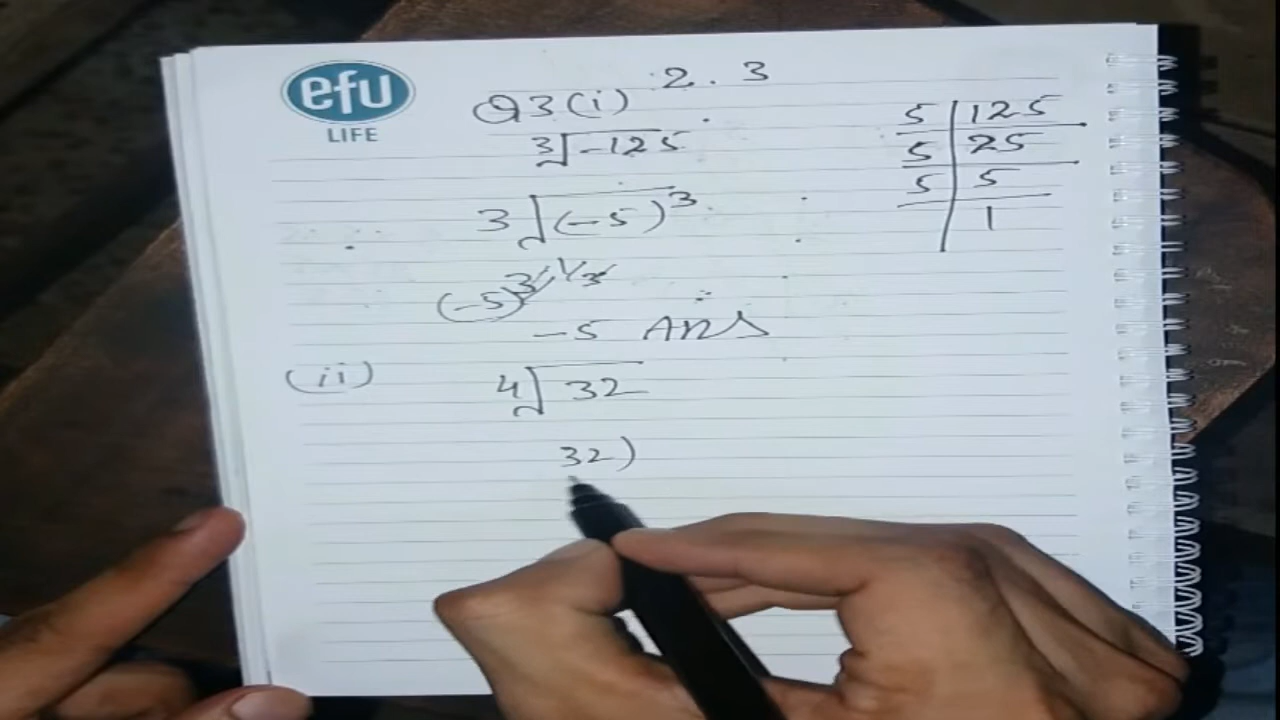 efu
LIFE
2.3
Q3(i)
3√-125
3√(-5)^3
(-5)^3/ 1/3
-5 Ans
5 | 125
5 | 25
5 | 5
| 1
(ii) 4√32
32)